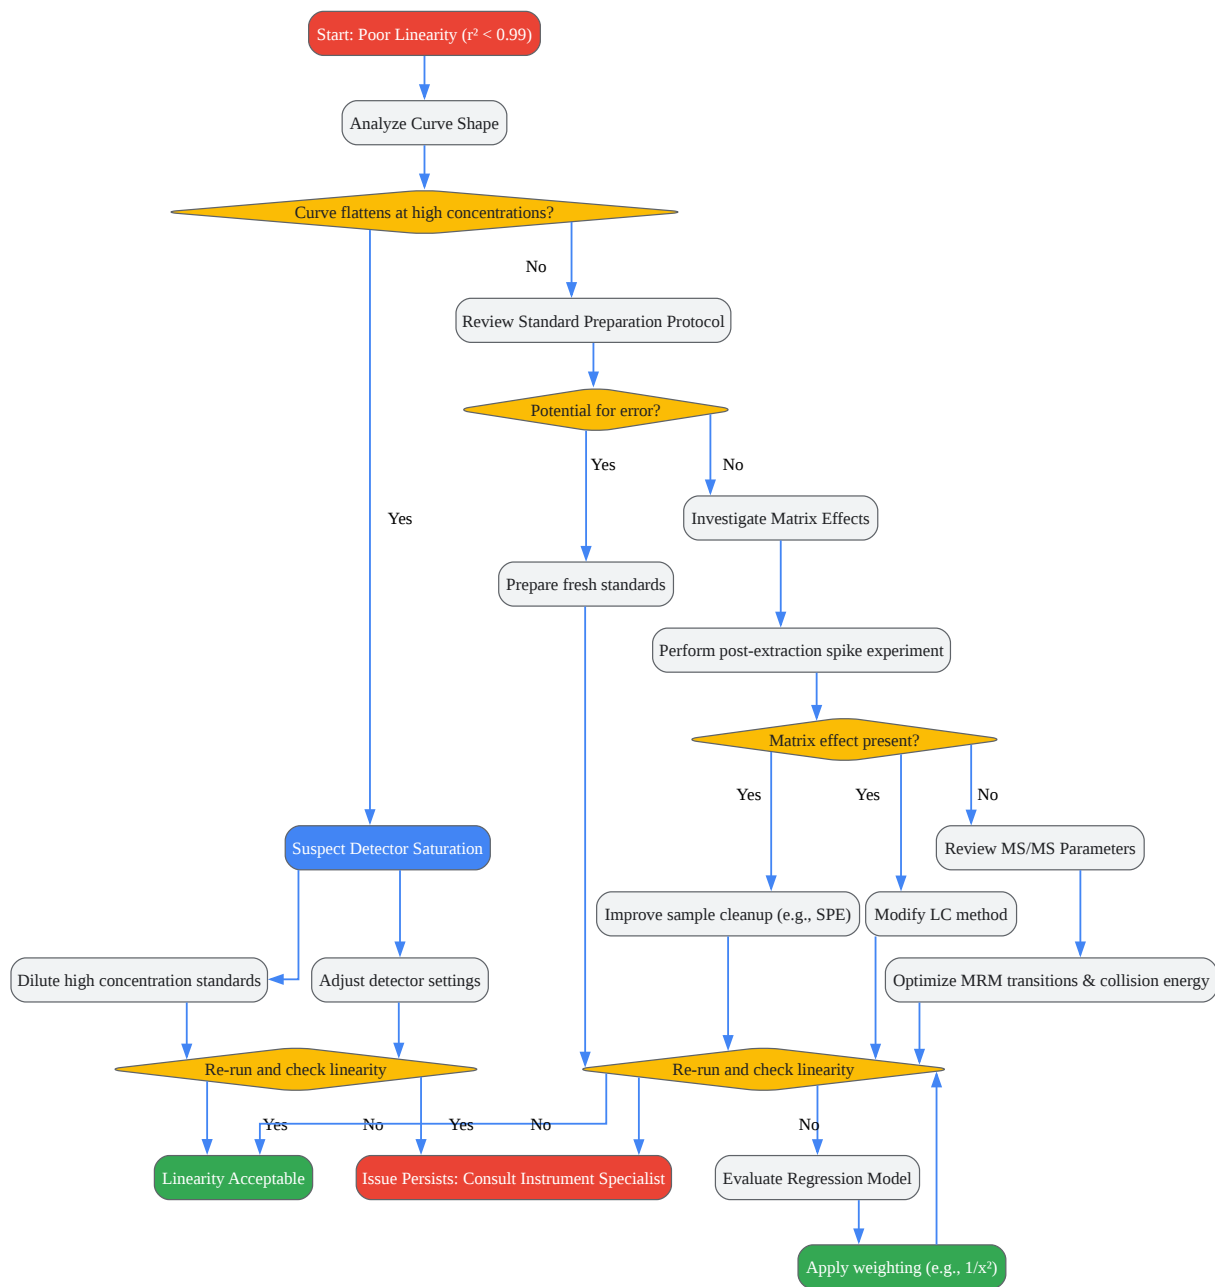 Start: Poor Linearity (r² < 0.99)
Analyze Curve Shape
Curve flattens at high concentrations?
No
Review Standard Preparation Protocol
Potential for error?
Yes
No
Yes
Investigate Matrix Effects
Prepare fresh standards
Perform post-extraction spike experiment
Matrix effect present?
Yes
Yes
No
Suspect Detector Saturation
Review MS/MS Parameters
Improve sample cleanup (e.g., SPE)
Modify LC method
Dilute high concentration standards
Adjust detector settings
Optimize MRM transitions & collision energy
Re-run and check linearity
Re-run and check linearity
Yes
No
Yes
No
No
Linearity Acceptable
Issue Persists: Consult Instrument Specialist
Evaluate Regression Model
Apply weighting (e.g., 1/x²)